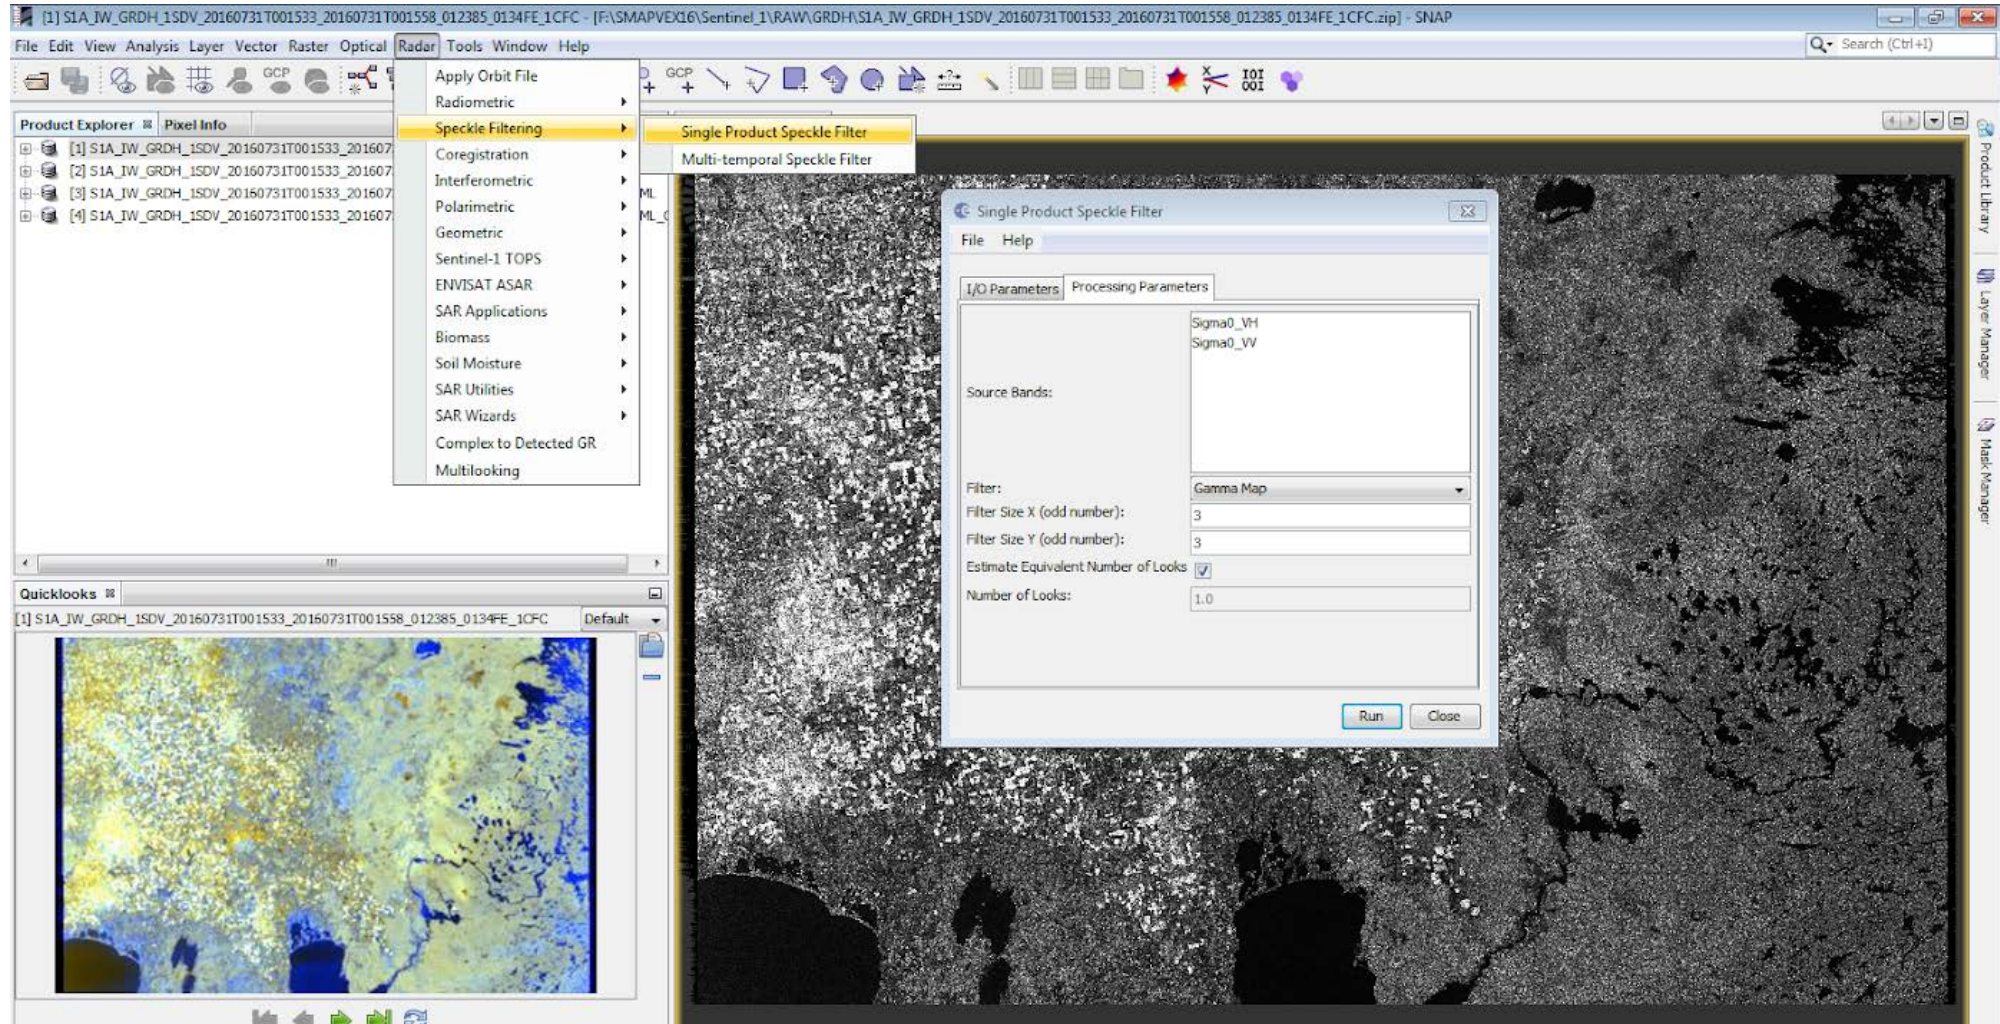 [1] S1A_IW_GRDH_1SDV_20160731T001533_20160731T001558_012385_0134FE_1CFC - [F:\SMAPVEX16\Sentinel_1\RAW\GRDH\S1A_IW_GRDH_1SDV_20160731T001533_20160731T001558_012385_0134FE_1CFC.zip] - SNAP
File Edit View Analysis Layer Vector Raster Optical Radar Tools Window Help
Search (Ctrl+I)
GCP
GCP
Apply Orbit File
Radiometric
Speckle Filtering
Coregistration
Interferometric
Polarimetric
Geometric
Sentinel-1 TOPS
ENVISAT ASAR
SAR Applications
Biomass
Soil Moisture
SAR Utilities
SAR Wizards
Complex to Detected GR
Multilooking
Single Product Speckle Filter
Multi-temporal Speckle Filter
Product Explorer Pixel Info
[1] S1A_IW_GRDH_1SDV_20160731T001533_201607
[2] S1A_IW_GRDH_1SDV_20160731T001533_201607
[3] S1A_IW_GRDH_1SDV_20160731T001533_201607
ML
[4] S1A_IW_GRDH_1SDV_20160731T001533_201607
ML_
Single Product Speckle Filter
File Help
I/O Parameters Processing Parameters
Source Bands:
Sigma0_VH
Sigma0_VV
Filter: Gamma Map
Filter Size X (odd number): 3
Filter Size Y (odd number): 3
Estimate Equivalent Number of Looks
Number of Looks: 1.0
Run Close
Product Library
Layer Manager
Mask Manager
Quicklooks
[1] S1A_IW_GRDH_1SDV_20160731T001533_20160731T001558_012385_0134FE_1CFC Default